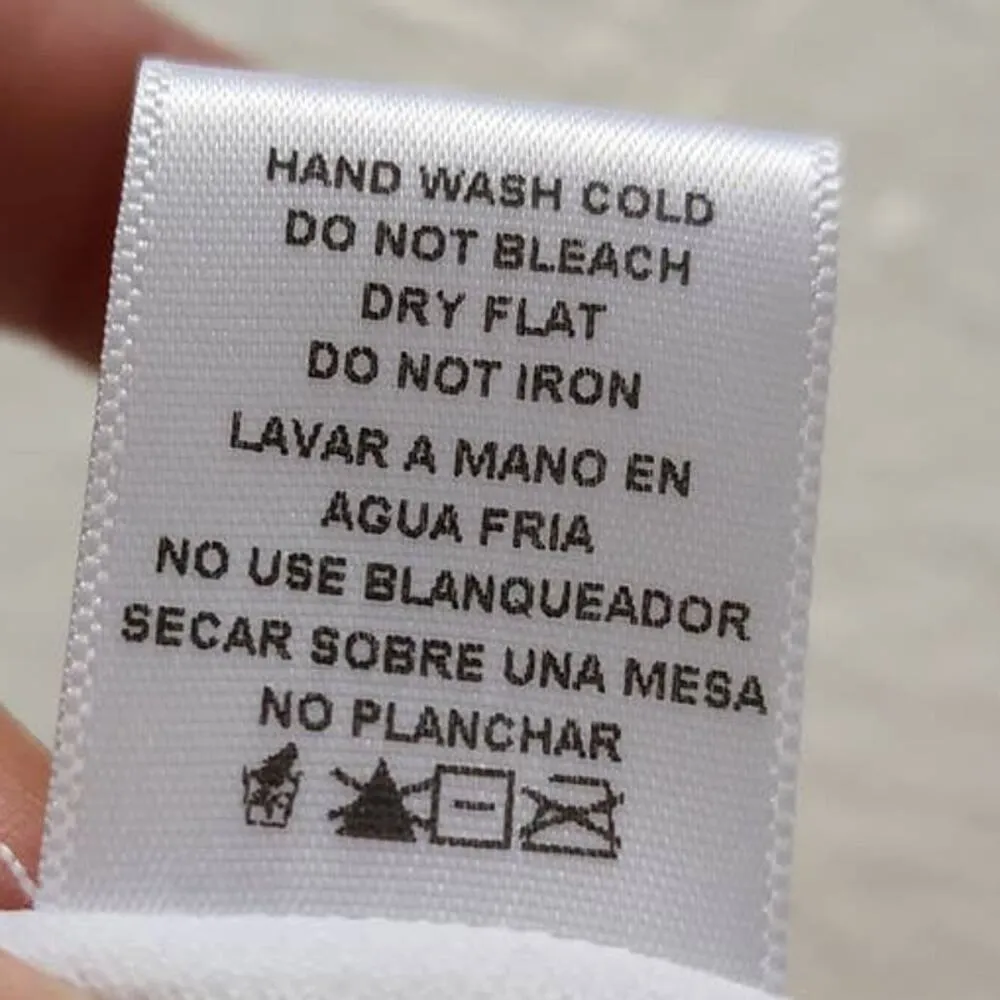 HAND WASH COLD
DO NOT BLEACH
DRY FLAT
DO NOT IRON
LAVAR A MANO EN
AGUA FRIA
NO USE BLANQUEADOR
SECAR SOBRE UNA MESA
NO PLANCHAR